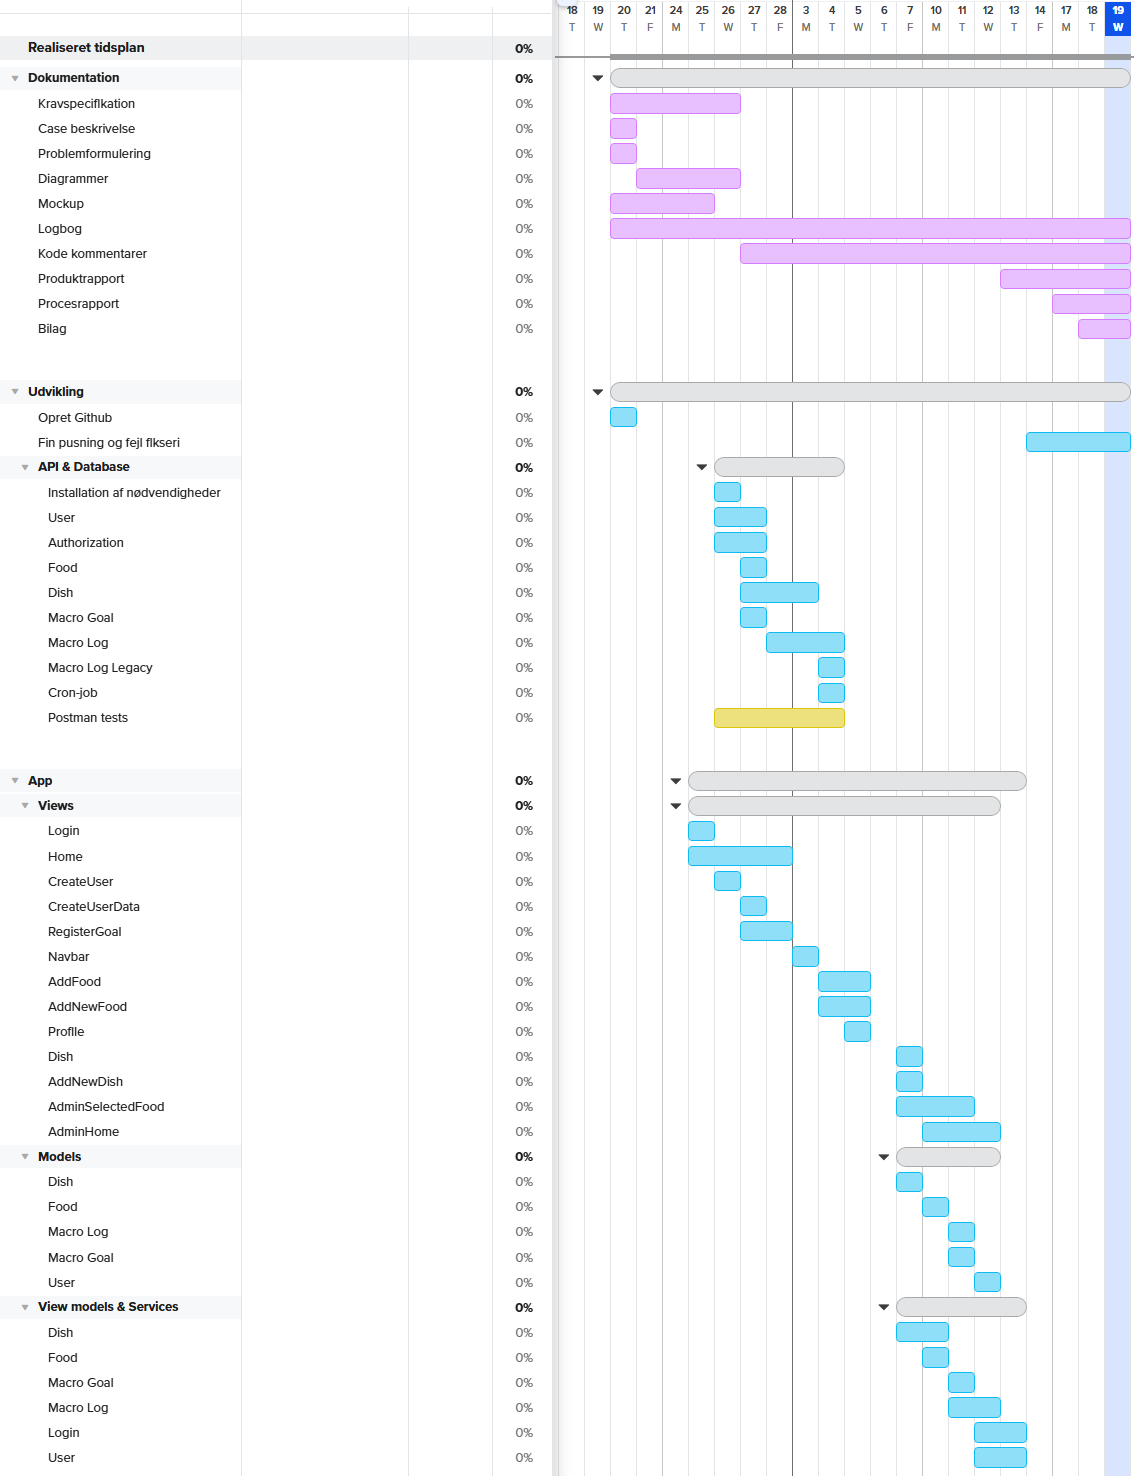 18 19 20 21 24 25 26 27 28 3 4 5 6 7 10 11 12 13 14 17 18 19
T W T F M T W T F M T W T F M T W T F M T W
Realiseret tidsplan 0%
Dokumentation 0%
Kravspecifikation 0%
Case beskrivelse 0%
Problemformulering 0%
Diagrammer 0%
Mockup 0%
Logbog 0%
Kode kommentarer 0%
Produktrapport 0%
Procesrapport 0%
Bilag 0%
Udvikling 0%
Opret Github 0%
Fin pusning og fejl fikseri 0%
API & Database 0%
Installation af nødvendigheder 0%
User 0%
Authorization 0%
Food 0%
Dish 0%
Macro Goal 0%
Macro Log 0%
Macro Log Legacy 0%
Cron-job 0%
Postman tests 0%
App 0%
Views 0%
Login 0%
Home 0%
CreateUser 0%
CreateUserData 0%
RegisterGoal 0%
Navbar 0%
AddFood 0%
AddNewFood 0%
Profile 0%
Dish 0%
AddNewDish 0%
AdminSelectedFood 0%
AdminHome 0%
Models 0%
Dish 0%
Food 0%
Macro Log 0%
Macro Goal 0%
User 0%
View models & Services 0%
Dish 0%
Food 0%
Macro Goal 0%
Macro Log 0%
Login 0%
User 0%